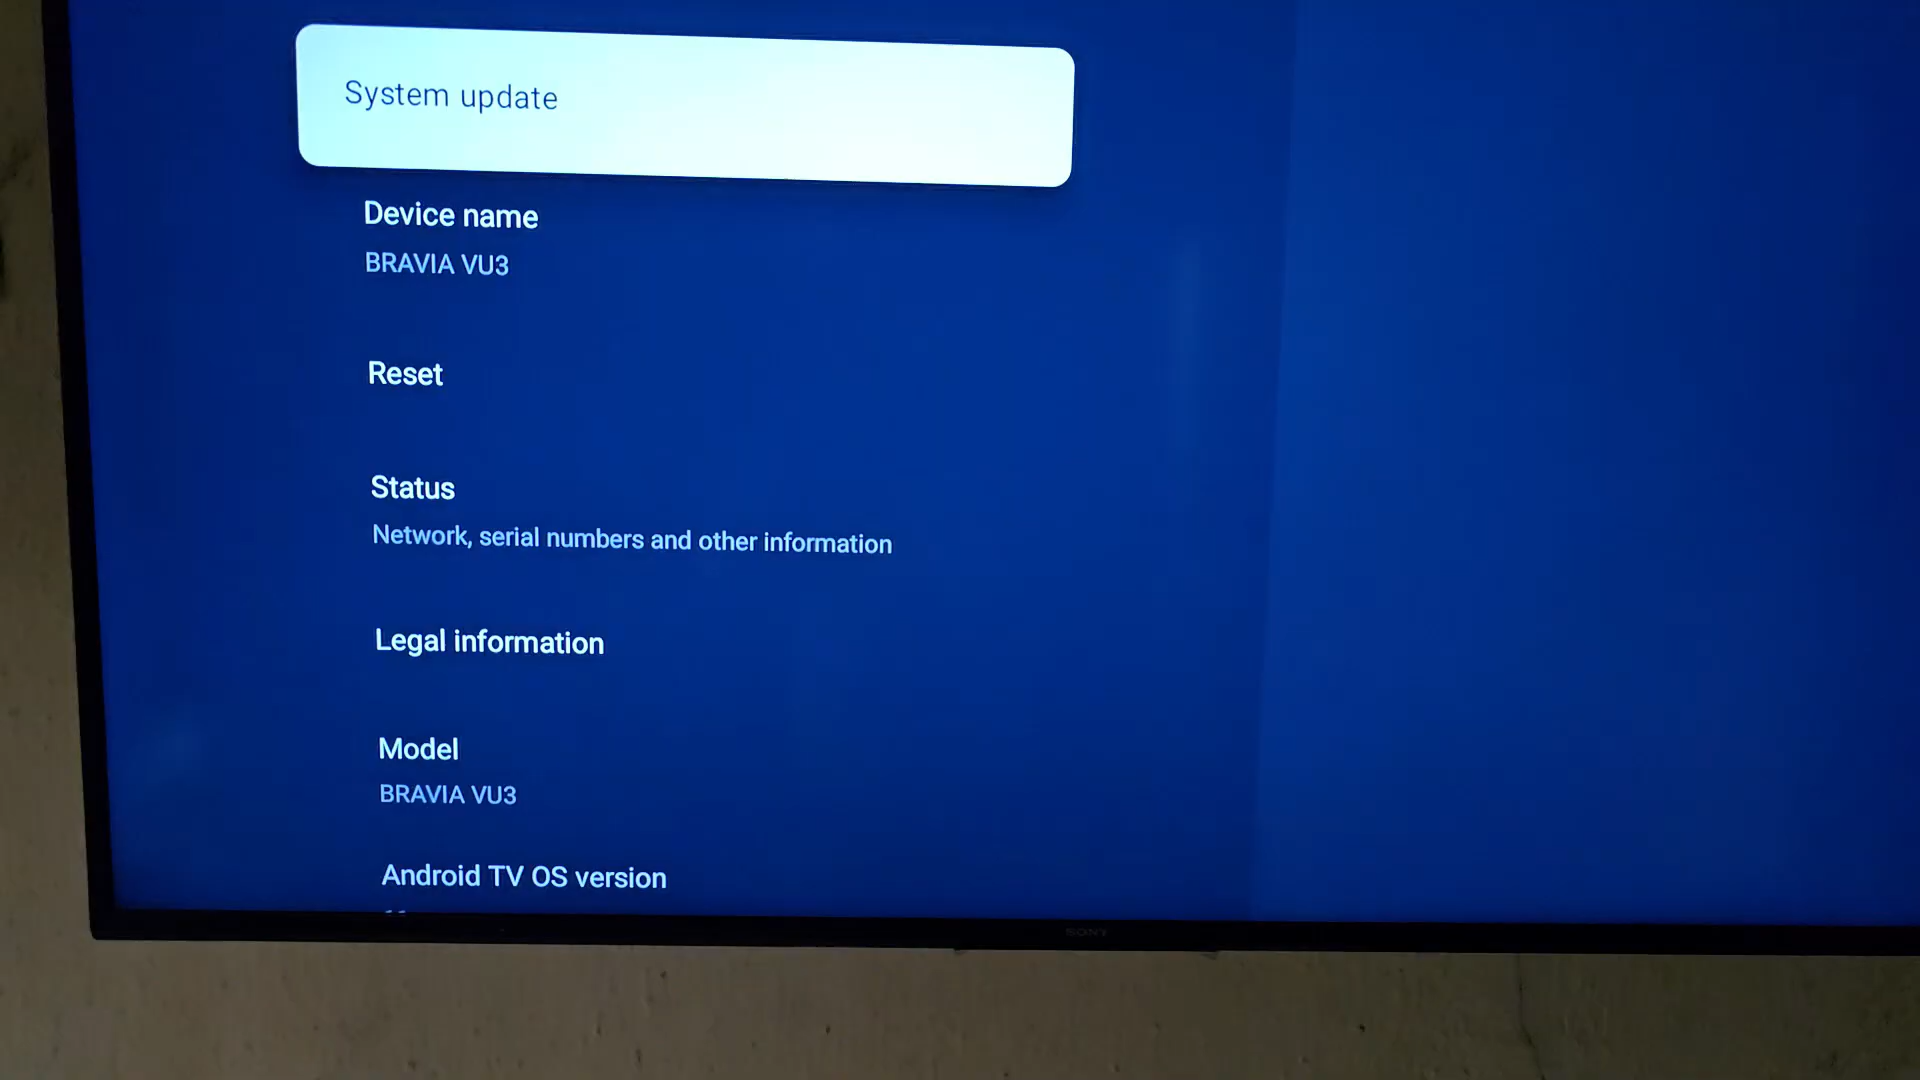 System update
Device name
BRAVIA VU3
Reset
Status
Network, serial numbers and other information
Legal information
Model
BRAVIA VU3
Android TV OS version
SONY